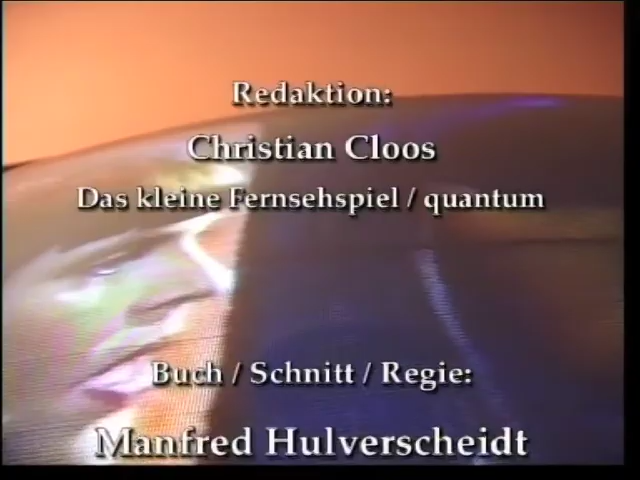 Redaktion:
Christian Cloos
Das kleine Fernsehspiel / quantum
Buch / Schnitt / Regie:
Manfred Hulverscheidt